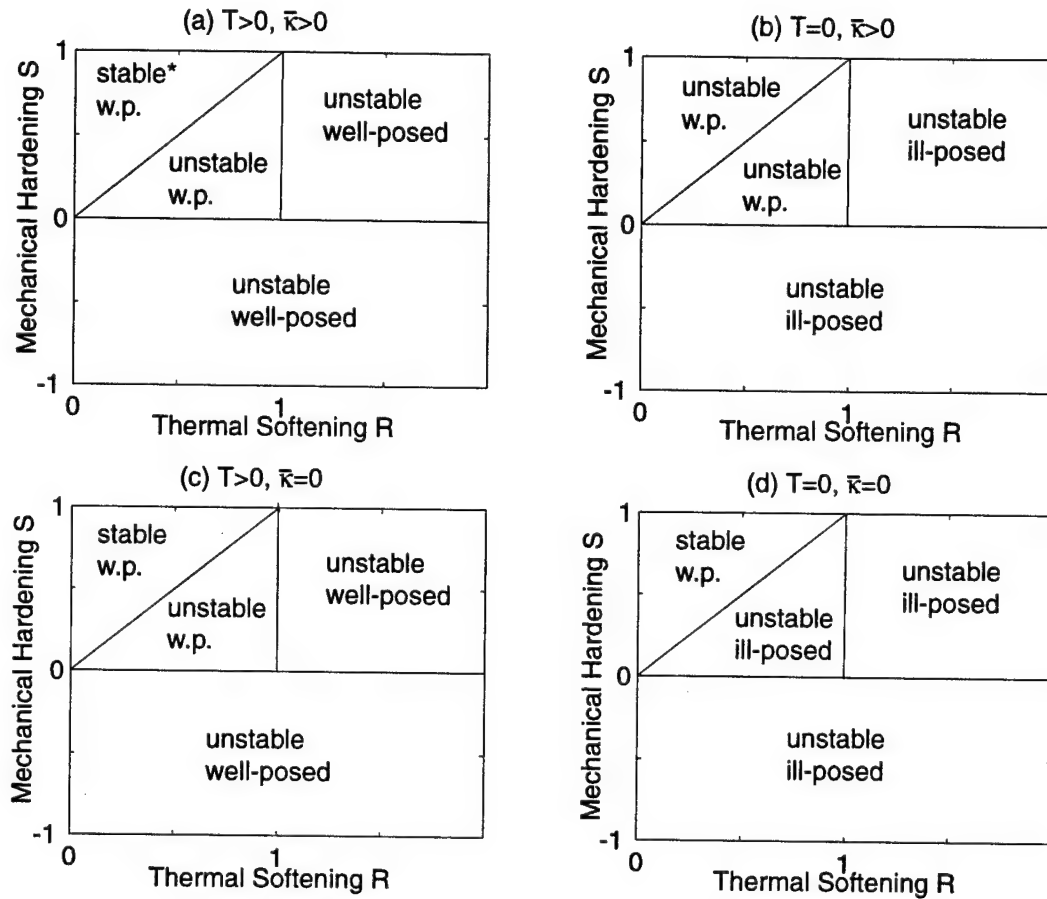 (a) T>0, κ̄>0
Mechanical Hardening S
1
0
-1
stable*
w.p.
unstable
w.p.
unstable
well-posed
unstable
well-posed
0
1
Thermal Softening R
(b) T=0, κ̄>0
Mechanical Hardening S
1
0
-1
unstable
w.p.
unstable
w.p.
unstable
ill-posed
unstable
ill-posed
0
1
Thermal Softening R
(c) T>0, κ̄=0
Mechanical Hardening S
1
0
-1
stable
w.p.
unstable
w.p.
unstable
well-posed
unstable
well-posed
0
1
Thermal Softening R
(d) T=0, κ̄=0
Mechanical Hardening S
1
0
-1
stable
w.p.
unstable
ill-posed
unstable
ill-posed
unstable
ill-posed
0
1
Thermal Softening R